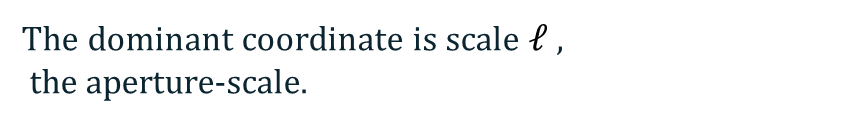 The dominant coordinate is scale ℓ ,
the aperture-scale.